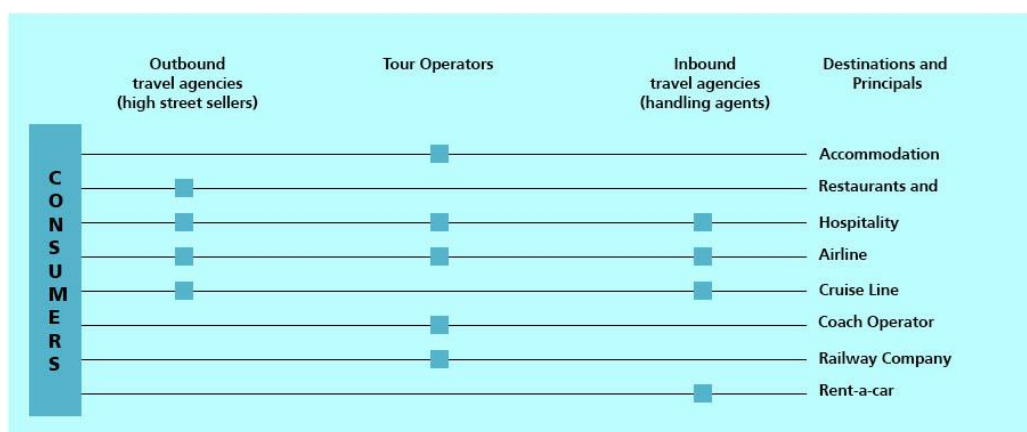 Outbound
travel agencies
(high street sellers)
Tour Operators
Inbound
travel agencies
(handling agents)
Destinations and
Principals
CONSUMERS
Accommodation
Restaurants and
Hospitality
Airline
Cruise Line
Coach Operator
Railway Company
Rent-a-car